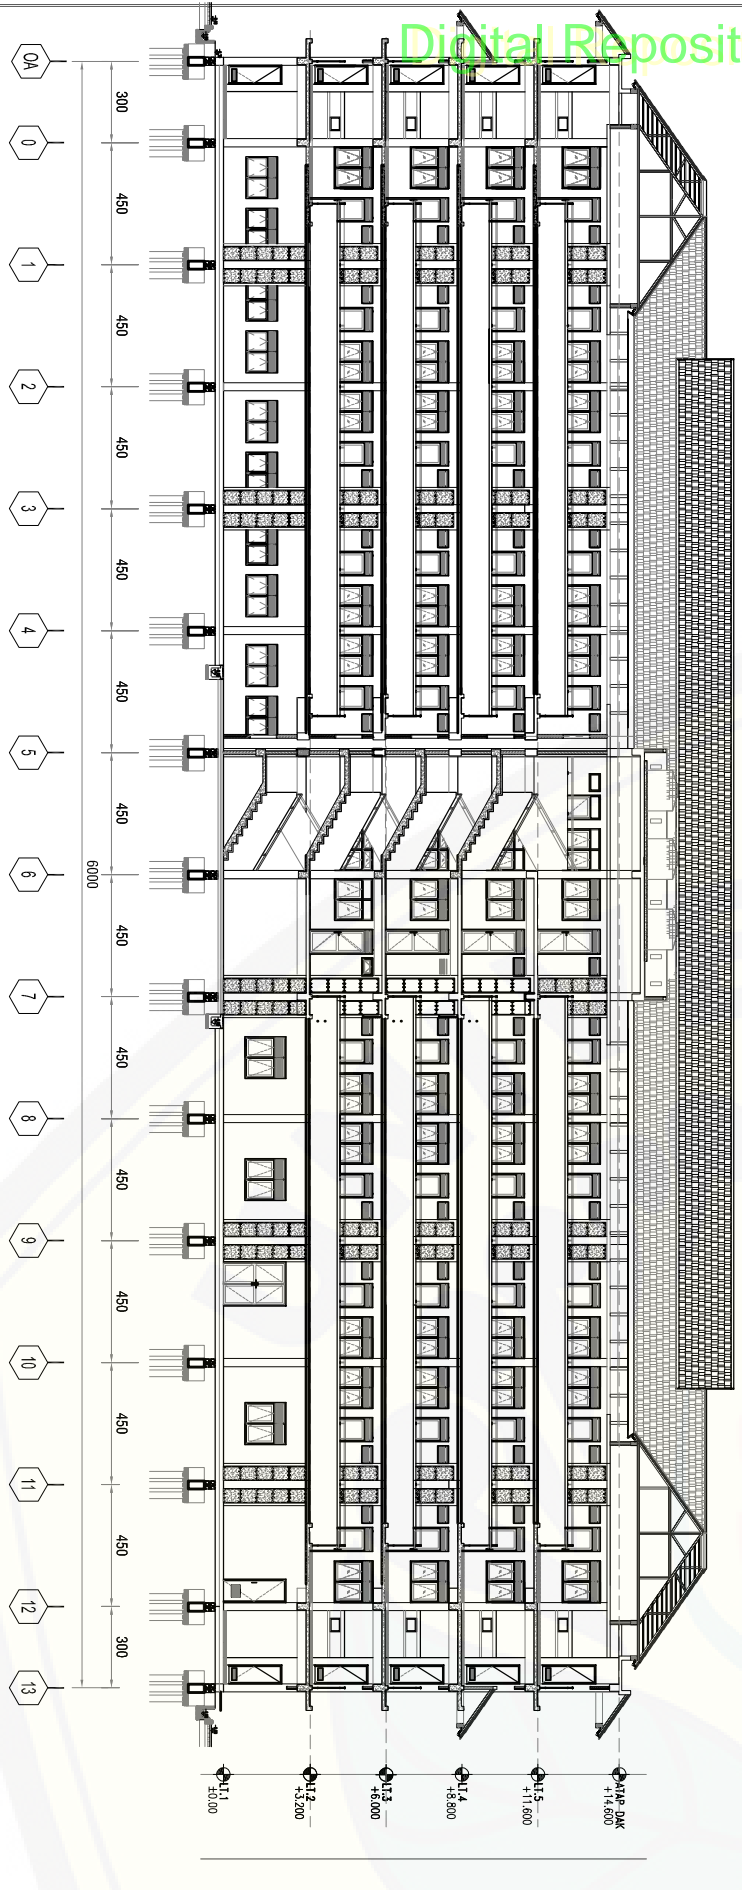 Digital Reposit
ATAP DAK
+14.600
LT.5
+11.600
LT.4
+8.800
LT.3
+6.000
LT.2
+3.200
LT.1
±0.00
300 450 450 450 450 450 450 450 450 450 450 450 450 300
6000
OA 0 1 2 3 4 5 6 7 8 9 10 11 12 13